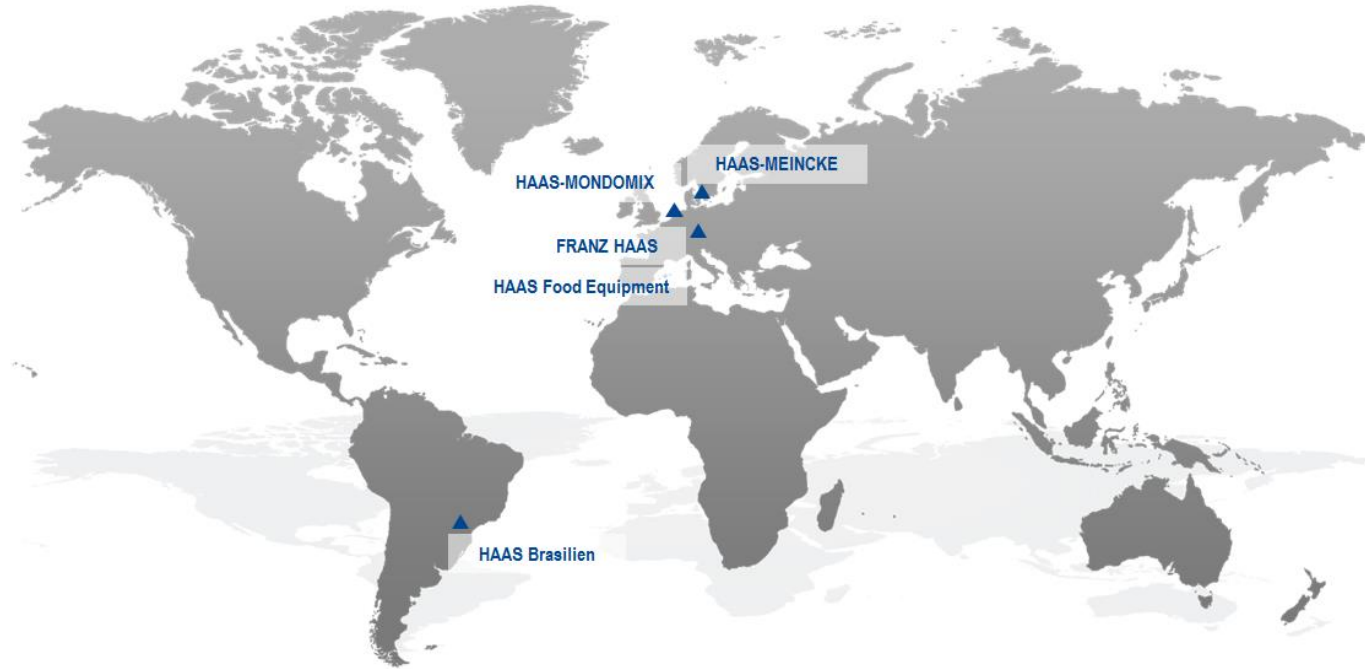 HAAS-MEINCKE
HAAS-MONDOMIX
FRANZ HAAS
HAAS Food Equipment
HAAS Brasilien